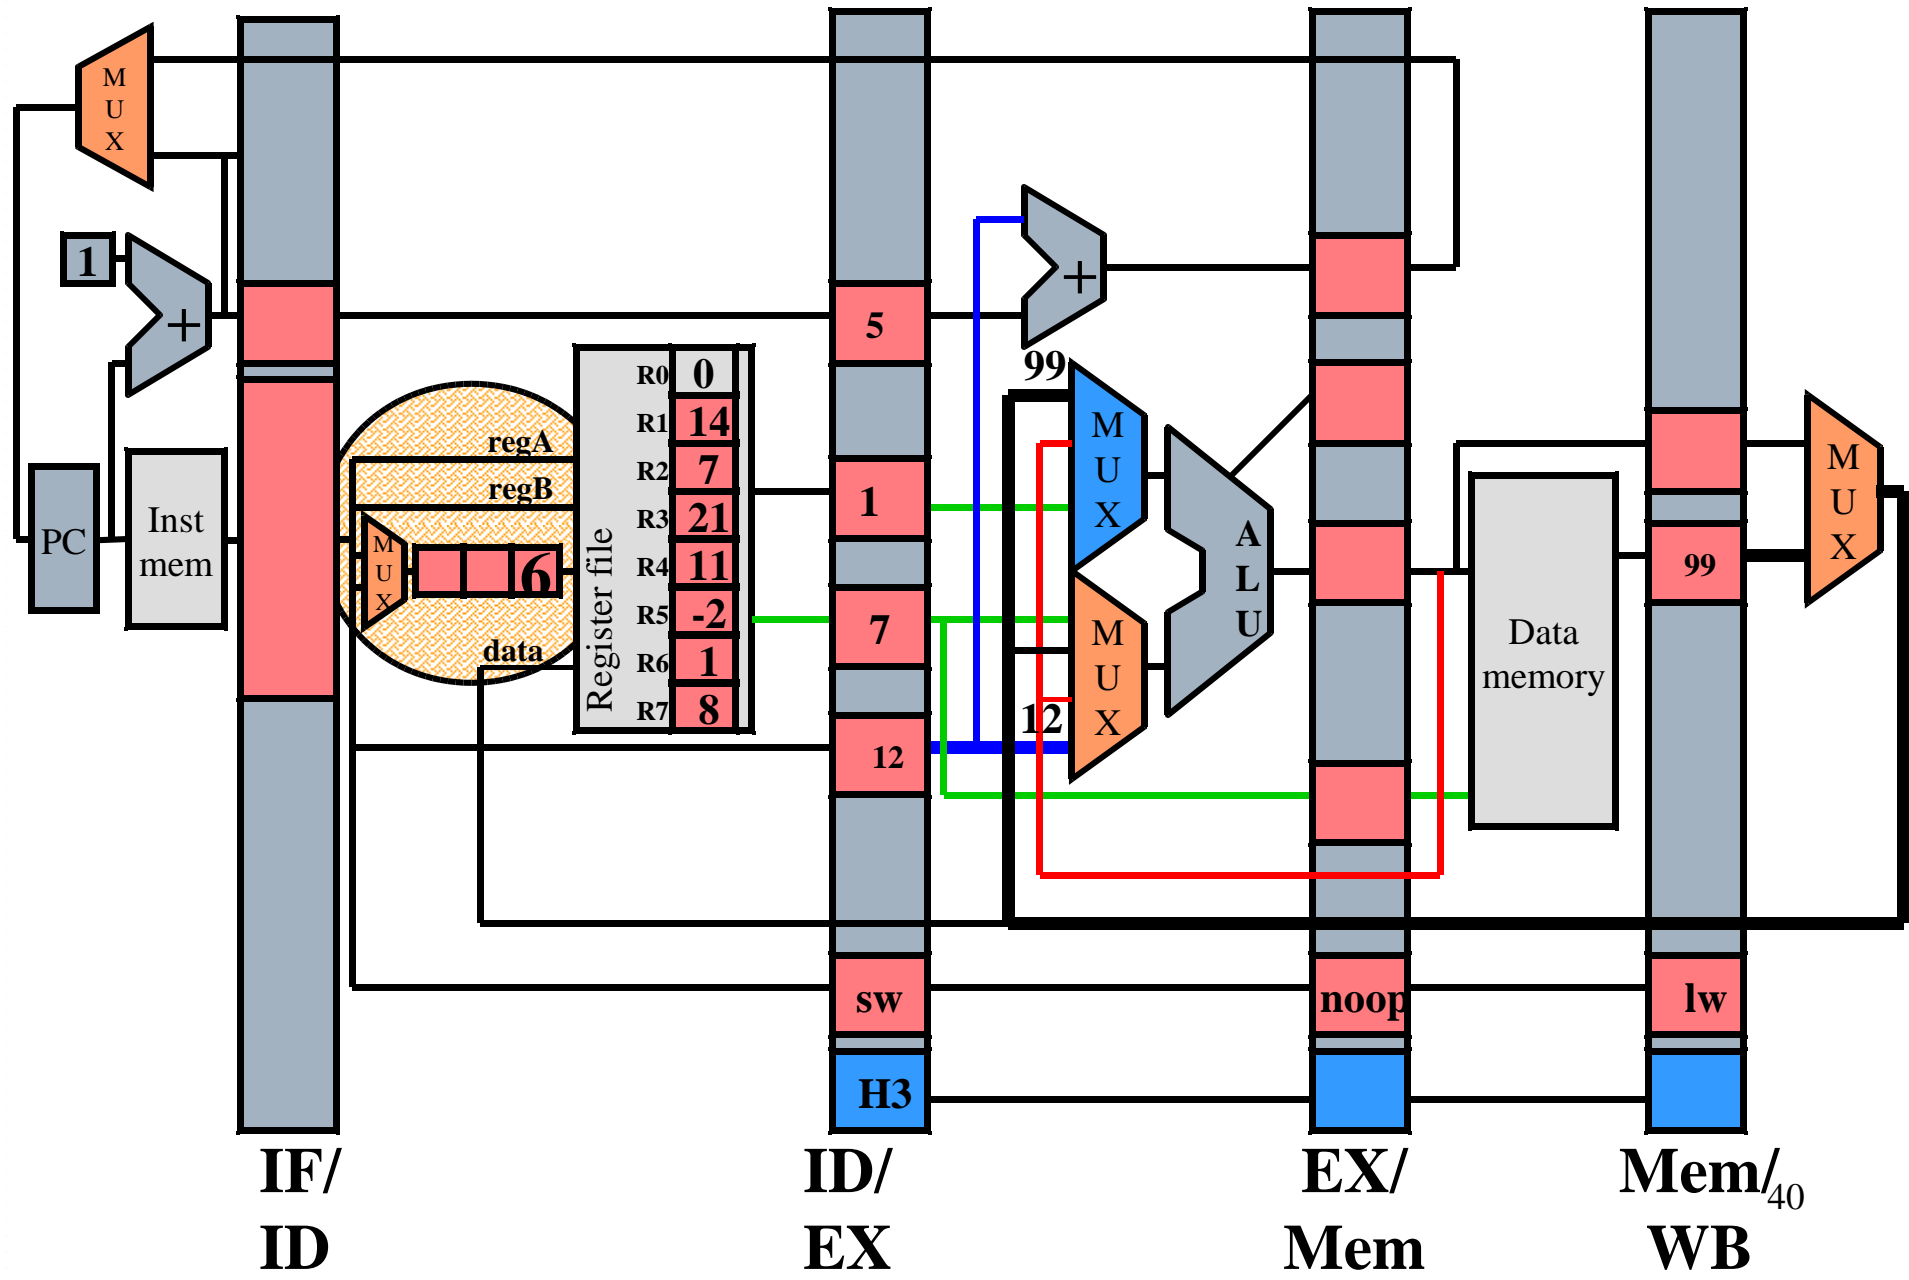 M
U
X
1
+
PC
Inst
mem
regA
regB
M
U
X
6
data
Register file
R0 0
R1 14
R2 7
R3 21
R4 11
R5 -2
R6 1
R7 8
5
1
7
12
sw
H3
+
99
M
U
X
12
M
U
X
A
L
U
noop
Data
memory
99
lw
M
U
X
IF/
ID
ID/
EX
EX/
Mem
Mem/
WB
40